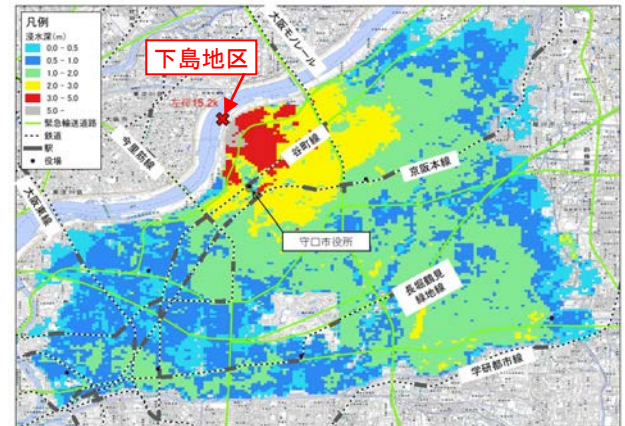 凡例
浸水深(m)
0.0 - 0.5
0.5 - 1.0
1.0 - 2.0
2.0 - 3.0
3.0 - 5.0
5.0 -
緊急輸送道路
鉄道
駅
役場
下島地区
左岸15.2k
大阪モノレール
谷町線
今里筋線
京阪本線
大阪東線
守口市役所
長堀鶴見
緑地線
学研都市線